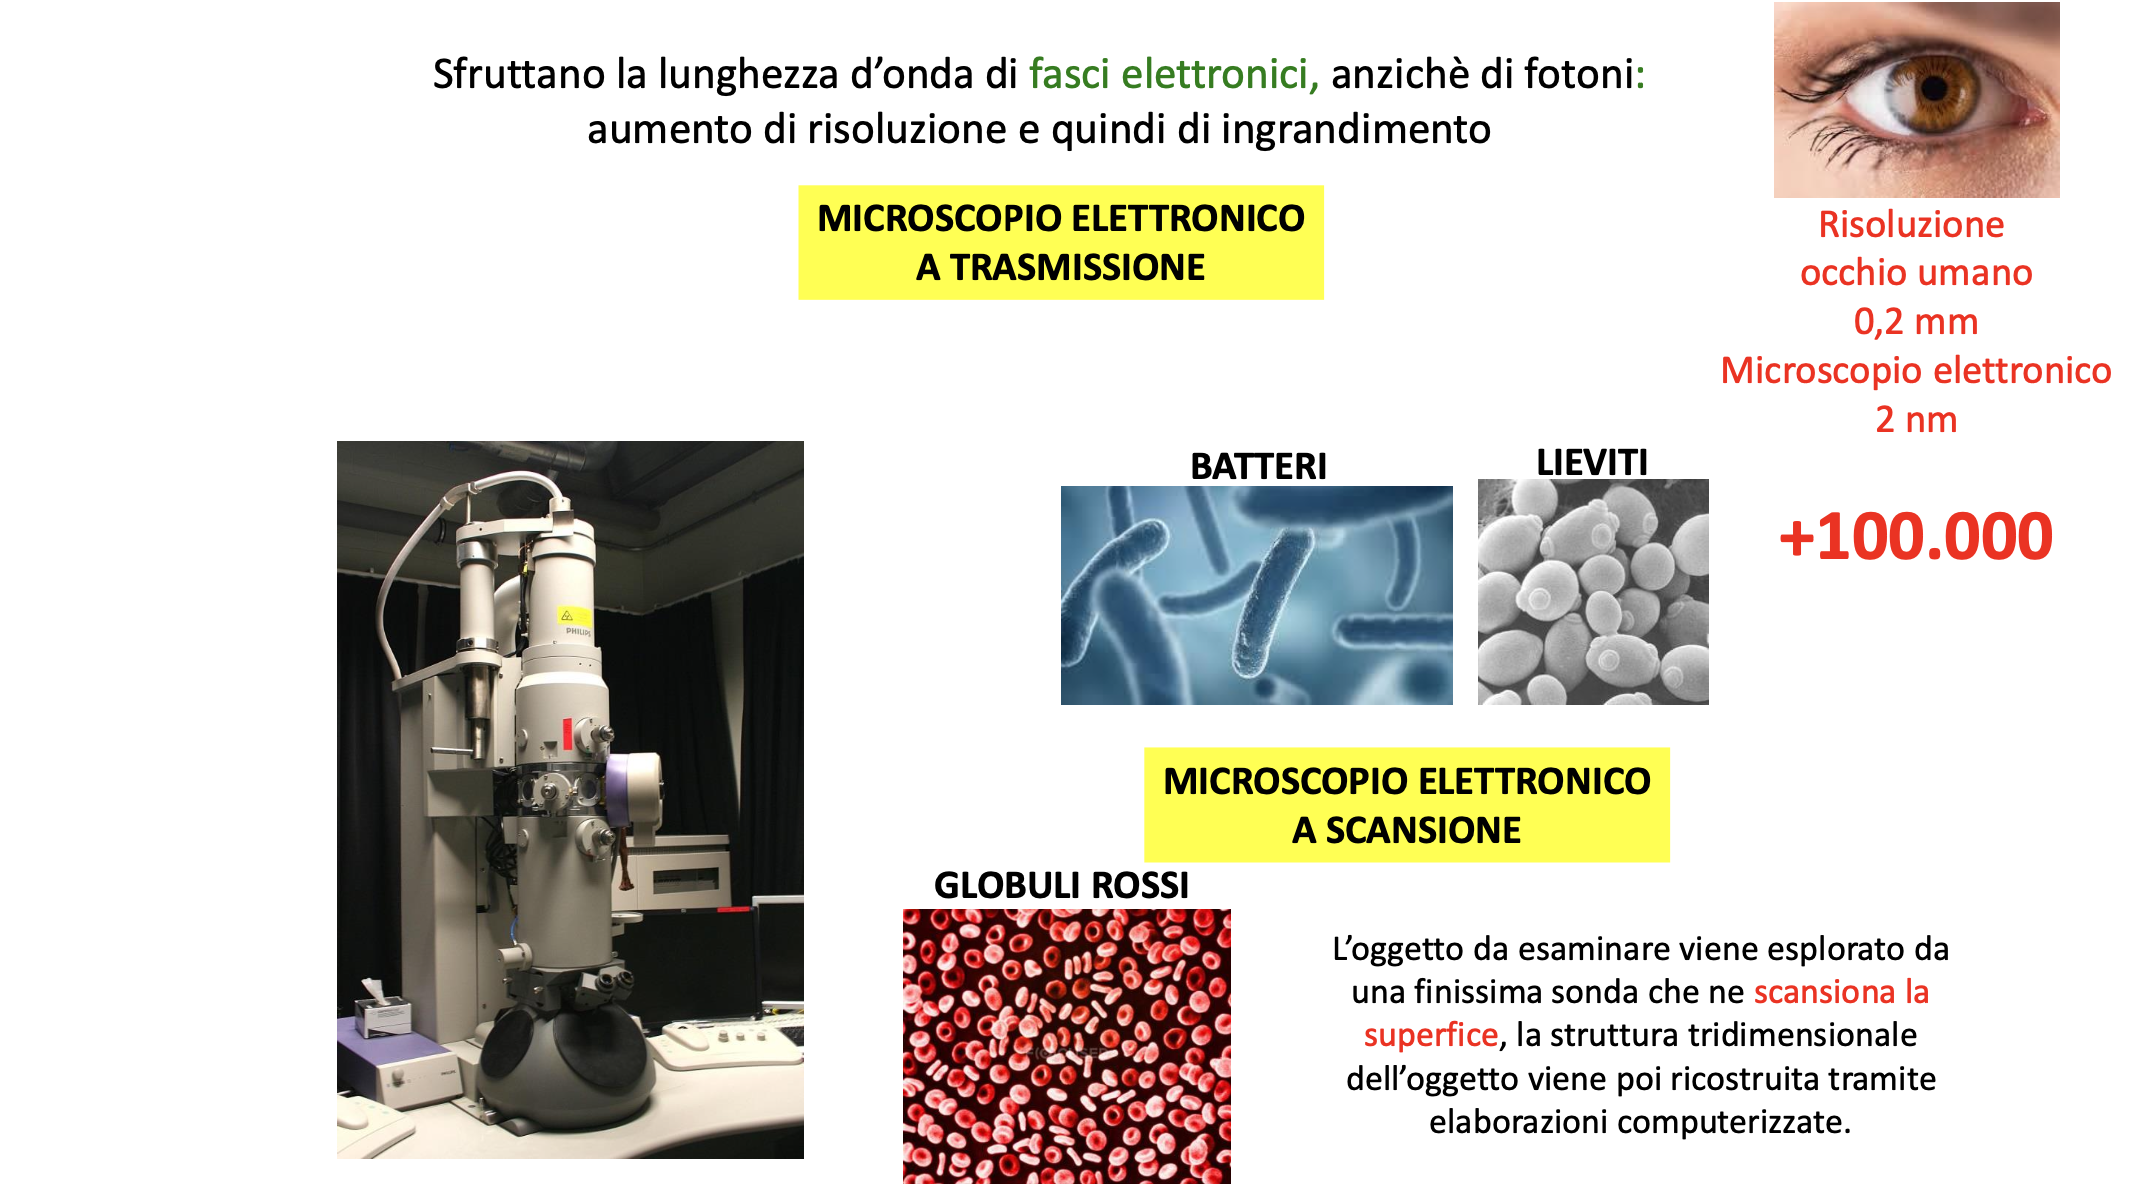 Sfruttano la lunghezza d’onda di fasci elettronici, anzichè di fotoni:
aumento di risoluzione e quindi di ingrandimento
MICROSCOPIO ELETTRONICO
A TRASMISSIONE
Risoluzione
occhio umano
0,2 mm
Microscopio elettronico
2 nm
+100.000
BATTERI
LIEVITI
PHILIPS
MICROSCOPIO ELETTRONICO
A SCANSIONE
GLOBULI ROSSI
L’oggetto da esaminare viene esplorato da
una finissima sonda che ne scansiona la
superfice, la struttura tridimensionale
dell’oggetto viene poi ricostruita tramite
elaborazioni computerizzate.
PHILIPS